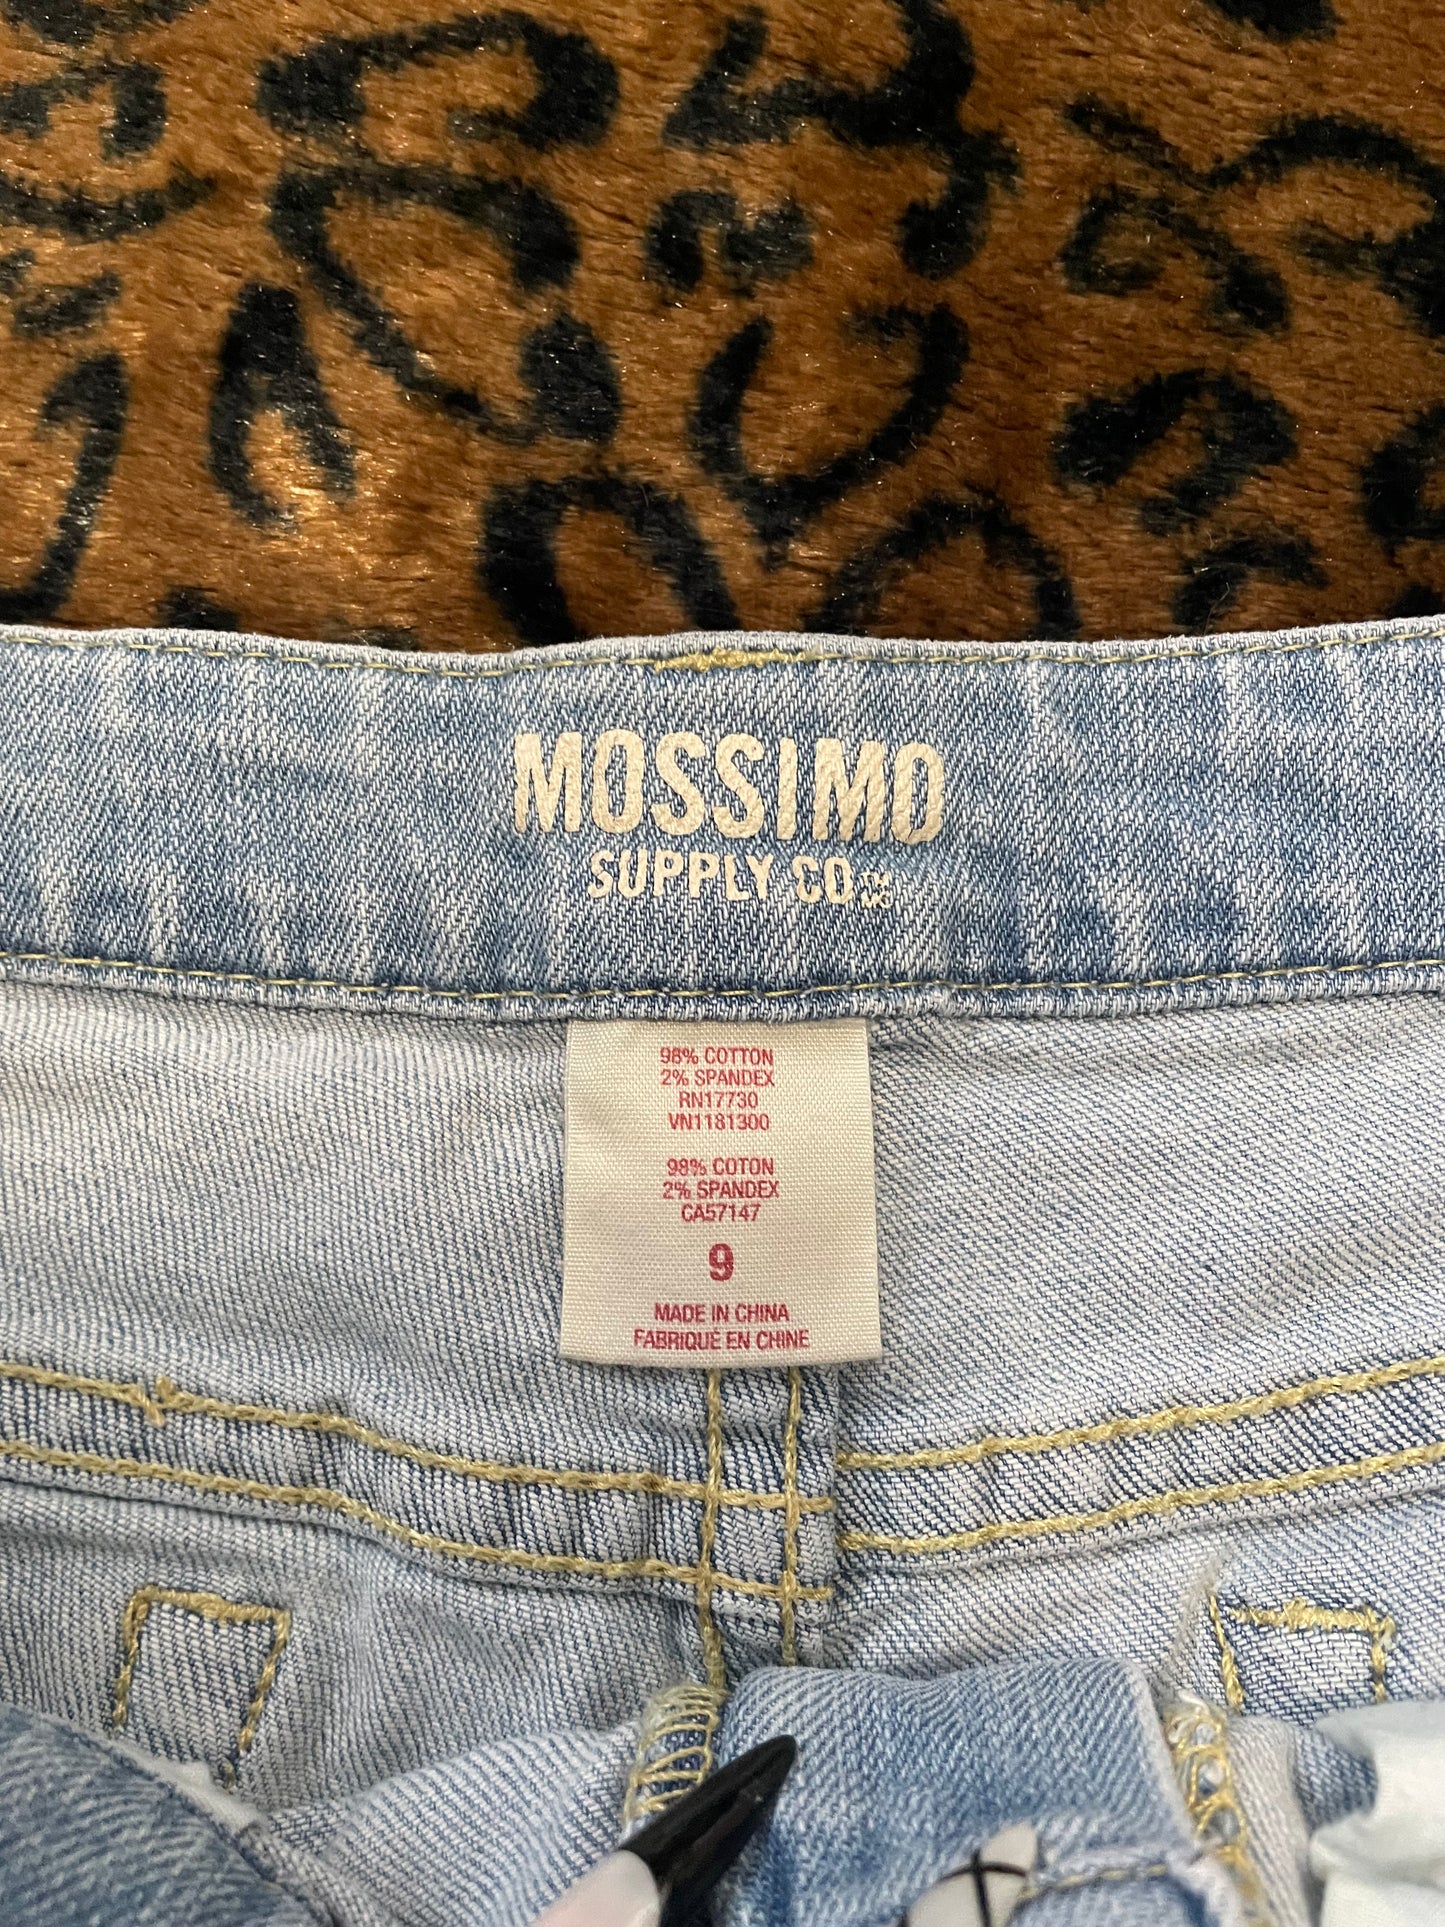 MOSSIMO
SUPPLY CO
98% COTTON
2% SPANDEX
RN17730
VN1181300
98% COTON
2% SPANDEX
CA57147
9
MADE IN CHINA
FABRIQUÉ EN CHINE